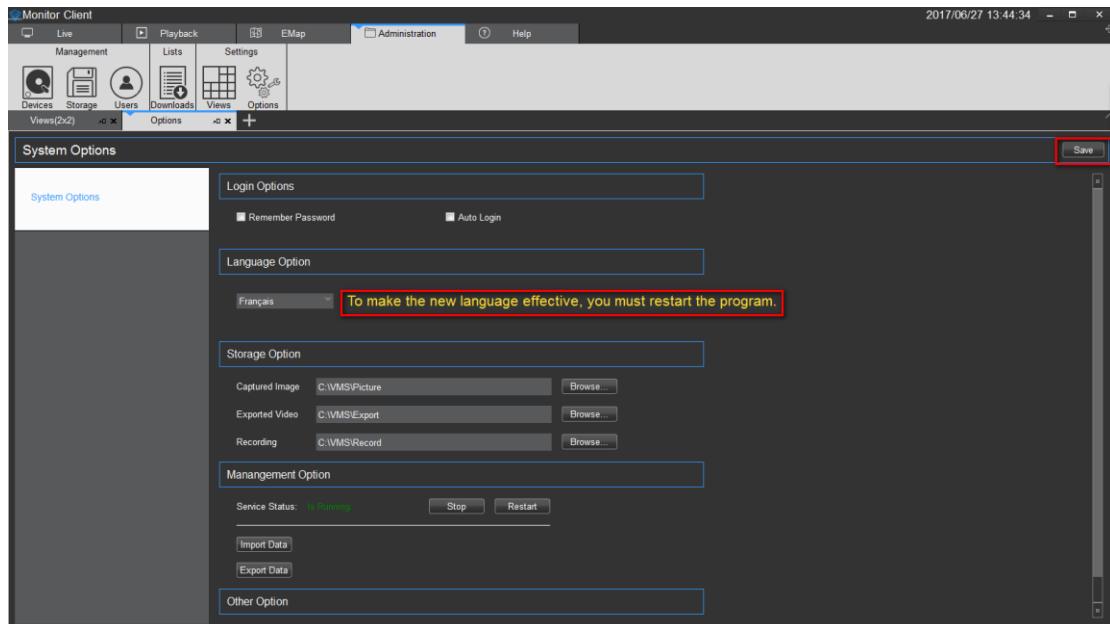 Monitor Client 2017/06/27 13:44:34
Live Playback EMap Administration Help
Management Lists Settings
Devices Storage Users Downloads Views Options
Views(2x2) Options
System Options Save
System Options
Login Options
Remember Password Auto Login
Language Option
Français To make the new language effective, you must restart the program.
Storage Option
Captured Image C:\VMS\Picture Browse...
Exported Video C:\VMS\Export Browse...
Recording C:\VMS\Record Browse...
Manangement Option
Service Status: Is Running Stop Restart
Import Data
Export Data
Other Option